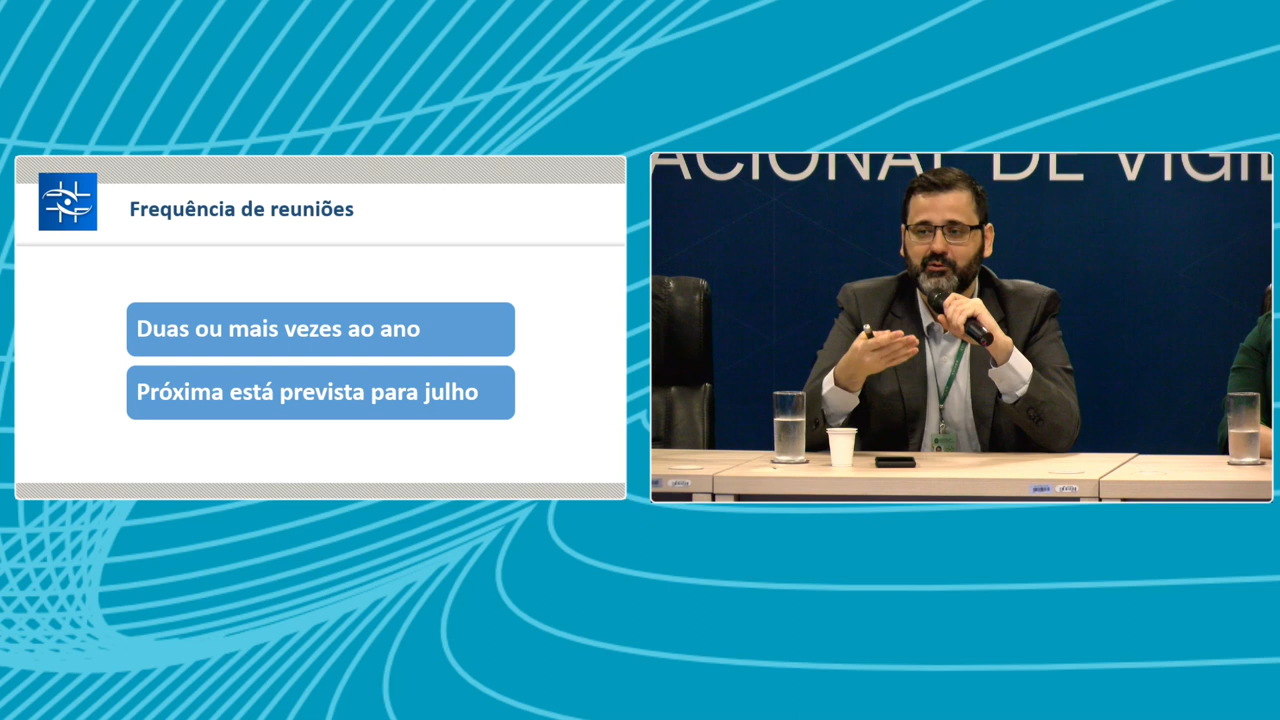 Frequência de reuniões
Duas ou mais vezes ao ano
Próxima está prevista para julho
ACIONAL DE VIGIL